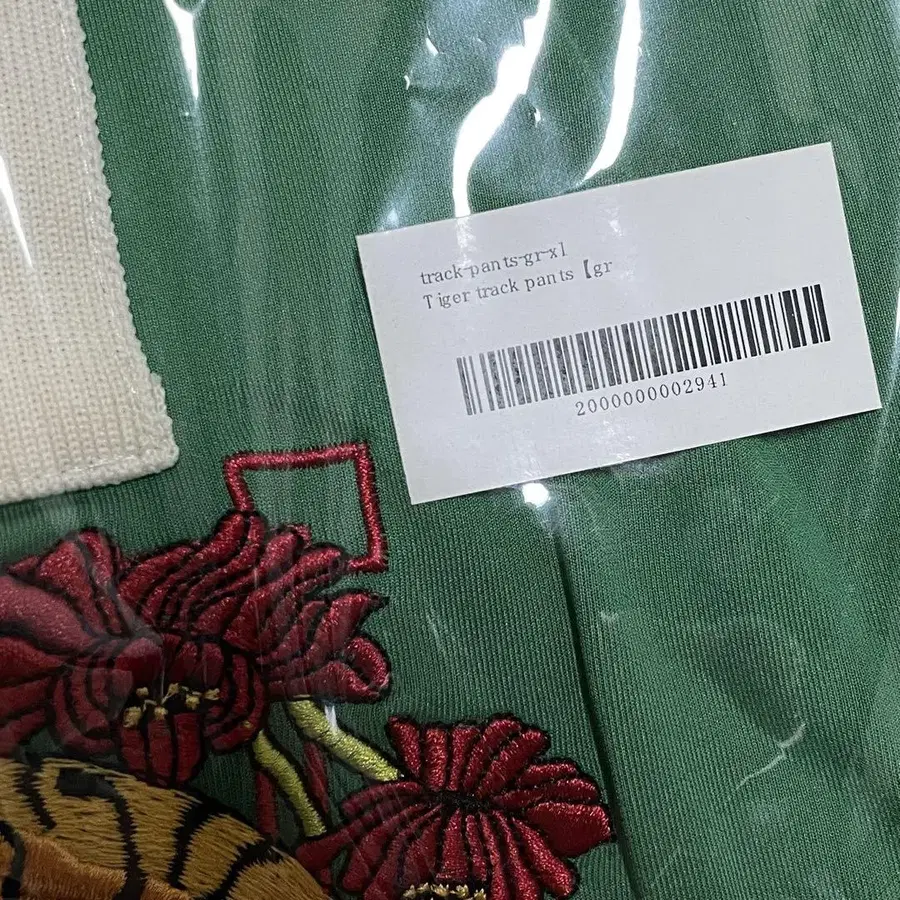 track-pants-gr-xl
Tiger track pants【gr
2000000002941